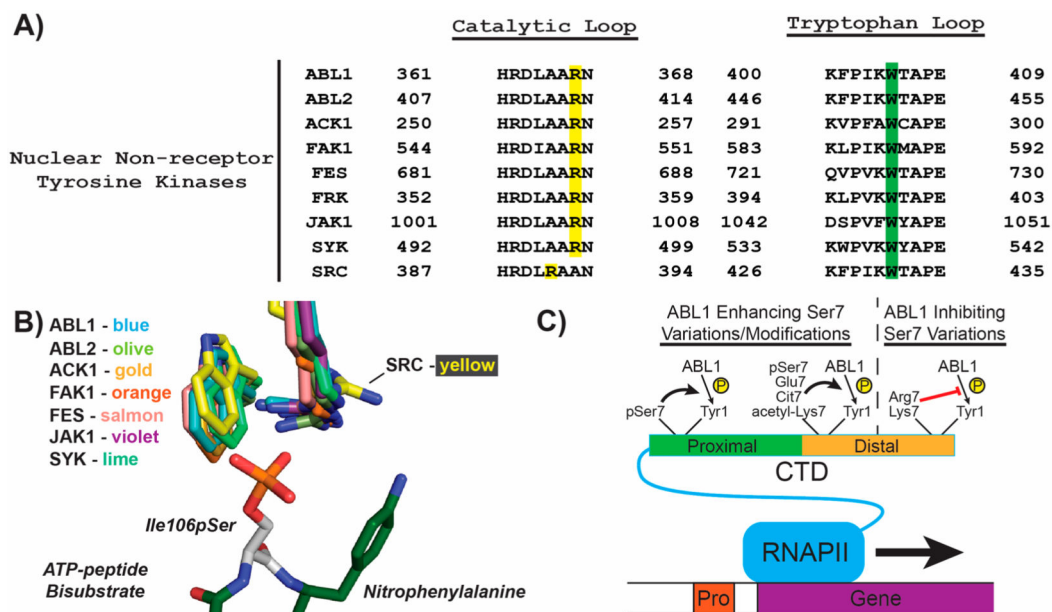 A)
Catalytic Loop Tryptophan Loop
ABL1 361 HRDLAARN 368 400 KFPIKWTAPE 409
ABL2 407 HRDLAARN 414 446 KFPIKWTAPE 455
ACK1 250 HRDLAARN 257 291 KVPFAWCAPE 300
FAK1 544 HRDIAARN 551 583 KLPIKWMAPE 592
Nuclear Non-receptor
Tyrosine Kinases
FES 681 HRDLAARN 688 721 QVPVKWTAPE 730
FRK 352 HRDLAARN 359 394 KLPVKWTAPE 403
JAK1 1001 HRDLAARN 1008 1042 DSPVFWYAPE 1051
SYK 492 HRDLAARN 499 533 KWPVKWYAPE 542
SRC 387 HRDLRAAN 394 426 KFPIKWTAPE 435
B)
ABL1 - blue
ABL2 - olive
ACK1 - gold
FAK1 - orange
FES - salmon
JAK1 - violet
SYK - lime
SRC - yellow
Ile106pSer
ATP-peptide
Bisubstrate
Nitrophenylalanine
C)
ABL1 Enhancing Ser7
Variations/Modifications
ABL1 Inhibiting
Ser7 Variations
ABL1
P
pSer7
Tyr1
pSer7
Glu7
Cit7
acetyl-Lys7
ABL1
P
Tyr1
ABL1
P
Arg7
Lys7
Tyr1
Proximal Distal
CTD
RNAPII
Pro Gene